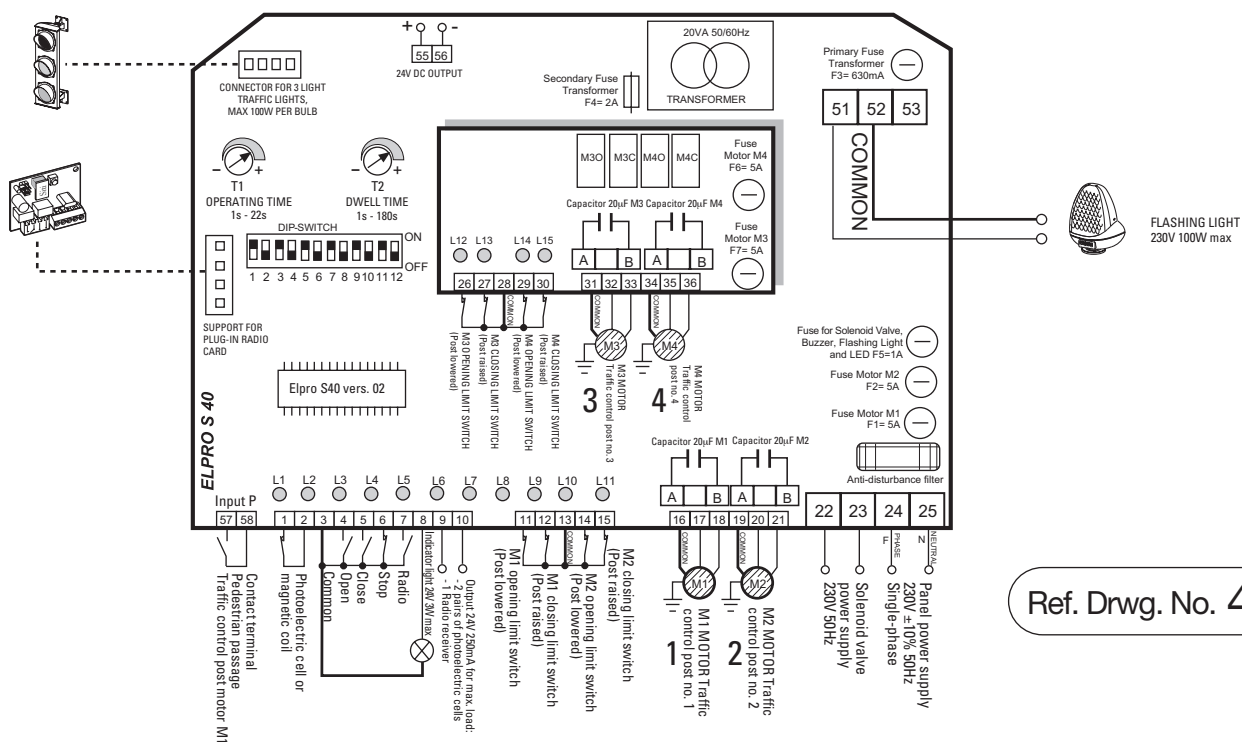 + -
55 56
24V DC OUTPUT
20VA 50/60Hz
TRANSFORMER
Secondary Fuse
Transformer
F4= 2A
Primary Fuse
Transformer
F3= 630mA
51 52 53
COMMON
CONNECTOR FOR 3 LIGHT
TRAFFIC LIGHTS,
MAX 100W PER BULB
- +
T1
OPERATING TIME
1s - 22s
- +
T2
DWELL TIME
1s - 180s
DIP-SWITCH
ON
OFF
1 2 3 4 5 6 7 8 9 10 11 12
SUPPORT FOR
PLUG-IN RADIO
CARD
M3O M3C M4O M4C
Fuse
Motor M4
F6= 5A
Fuse
Motor M3
F7= 5A
Capacitor 20µF M3 Capacitor 20µF M4
A B A B
L12 L13 L14 L15
26 27 28 29 30
31 32 33 34 35 36
COMMON
COMMON
COMMON
M3 OPENING LIMIT SWITCH
(Post lowered)
M3 CLOSING LIMIT SWITCH
(Post raised)
M4 OPENING LIMIT SWITCH
(Post lowered)
M4 CLOSING LIMIT SWITCH
(Post raised)
M3
M3 MOTOR
Traffic control post no. 3
3
M4
M4 MOTOR
Traffic control
post no. 4
4
FLASHING LIGHT
230V 100W max
Fuse for Solenoid Valve,
Buzzer, Flashing Light
and LED F5=1A
Fuse Motor M2
F2= 5A
Fuse Motor M1
F1= 5A
Anti-disturbance filter
Elpro S40 vers. 02
ELPRO S 40
Capacitor 20µF M1 Capacitor 20µF M2
A B A B
L1 L2 L3 L4 L5 L6 L7 L8 L9 L10 L11
Input P
57 58
1 2 3 4 5 6 7 8 9 10
11 12 13 14 15
16 17 18 19 20 21
22 23 24 25
Contact terminal
Pedestrian passage
Traffic control post motor M1
Photoelectric cell or
magnetic coil
Common
Open
Close
Stop
Radio
Indicator light 24V 3W max
Output 24V 250mA for max. load:
- 2 pairs of photoelectric cells
- 1 Radio receiver
M1 opening limit switch
(Post lowered)
M1 closing limit switch
(Post raised)
COMMON
M2 opening limit switch
(Post lowered)
M2 closing limit switch
(Post raised)
COMMON
M1
M1 MOTOR Traffic
control post no. 1
1
COMMON
M2
M2 MOTOR Traffic
control post no. 2
2
Solenoid valve
power supply
230V 50Hz
F PHASE
N NEUTRAL
Panel power supply
230V ±10% 50Hz
Single-phase
Ref. Drwg. No. 4